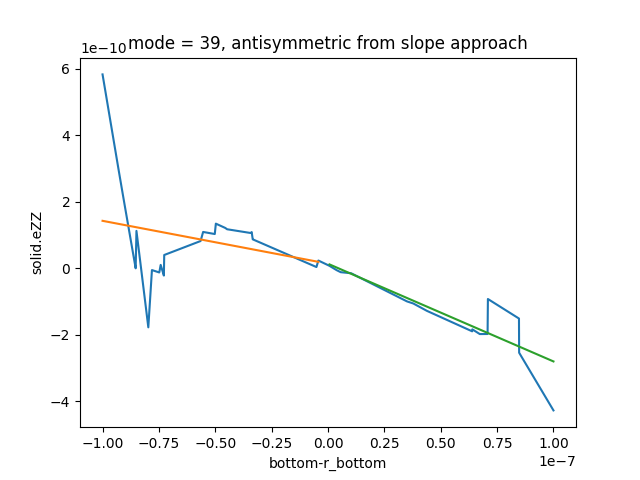 mode = 39, antisymmetric from slope approach
1e−10
6
4
2
0
−2
−4
solid.eZZ
−1.00 −0.75 −0.50 −0.25 0.00 0.25 0.50 0.75 1.00
bottom-r_bottom
1e−7